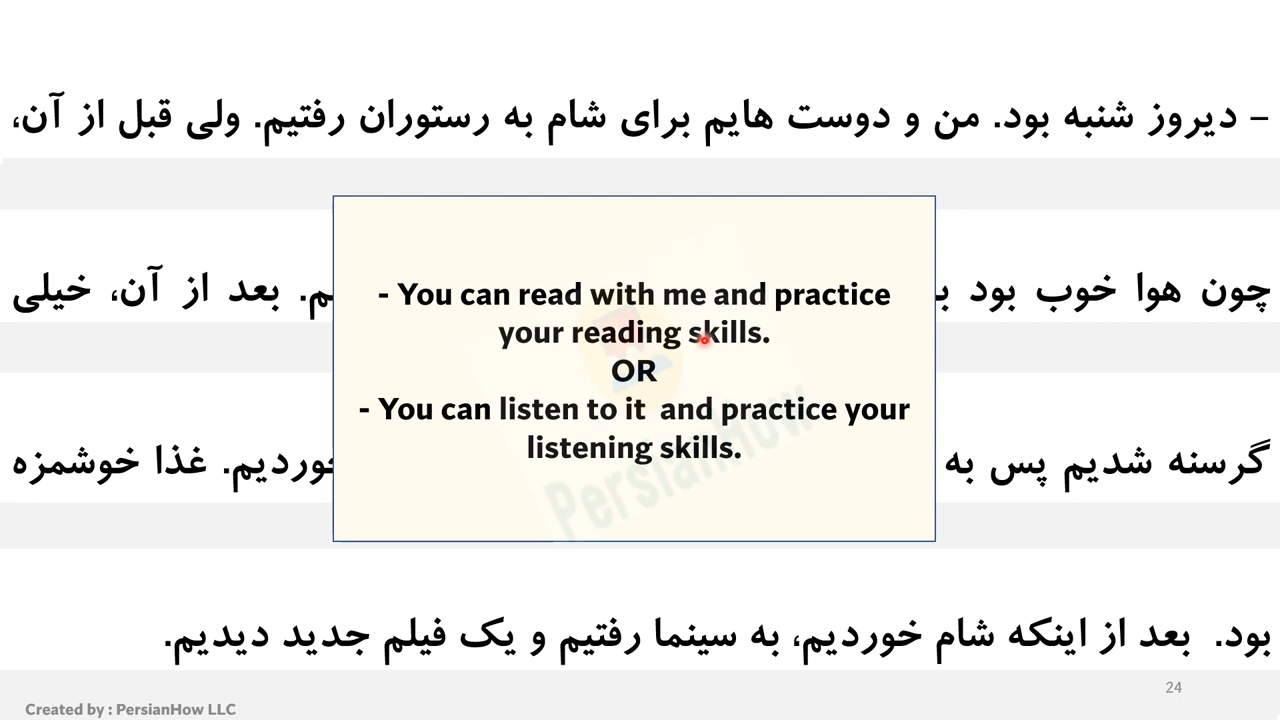 – دیروز شنبه بود. من و دوست هایم برای شام به رستوران رفتیم. ولی قبل از آن،
چون هوا خوب بود
بعد از آن، خیلی
- You can read with me and practice
your reading skills.
OR
- You can listen to it and practice your
listening skills.
گرسنه شدیم پس به
غذا خوشمزه
بود. بعد از اینکه شام خوردیم، به سینما رفتیم و یک فیلم جدید دیدیم.
24
Created by : PersianHow LLC
PersianHow